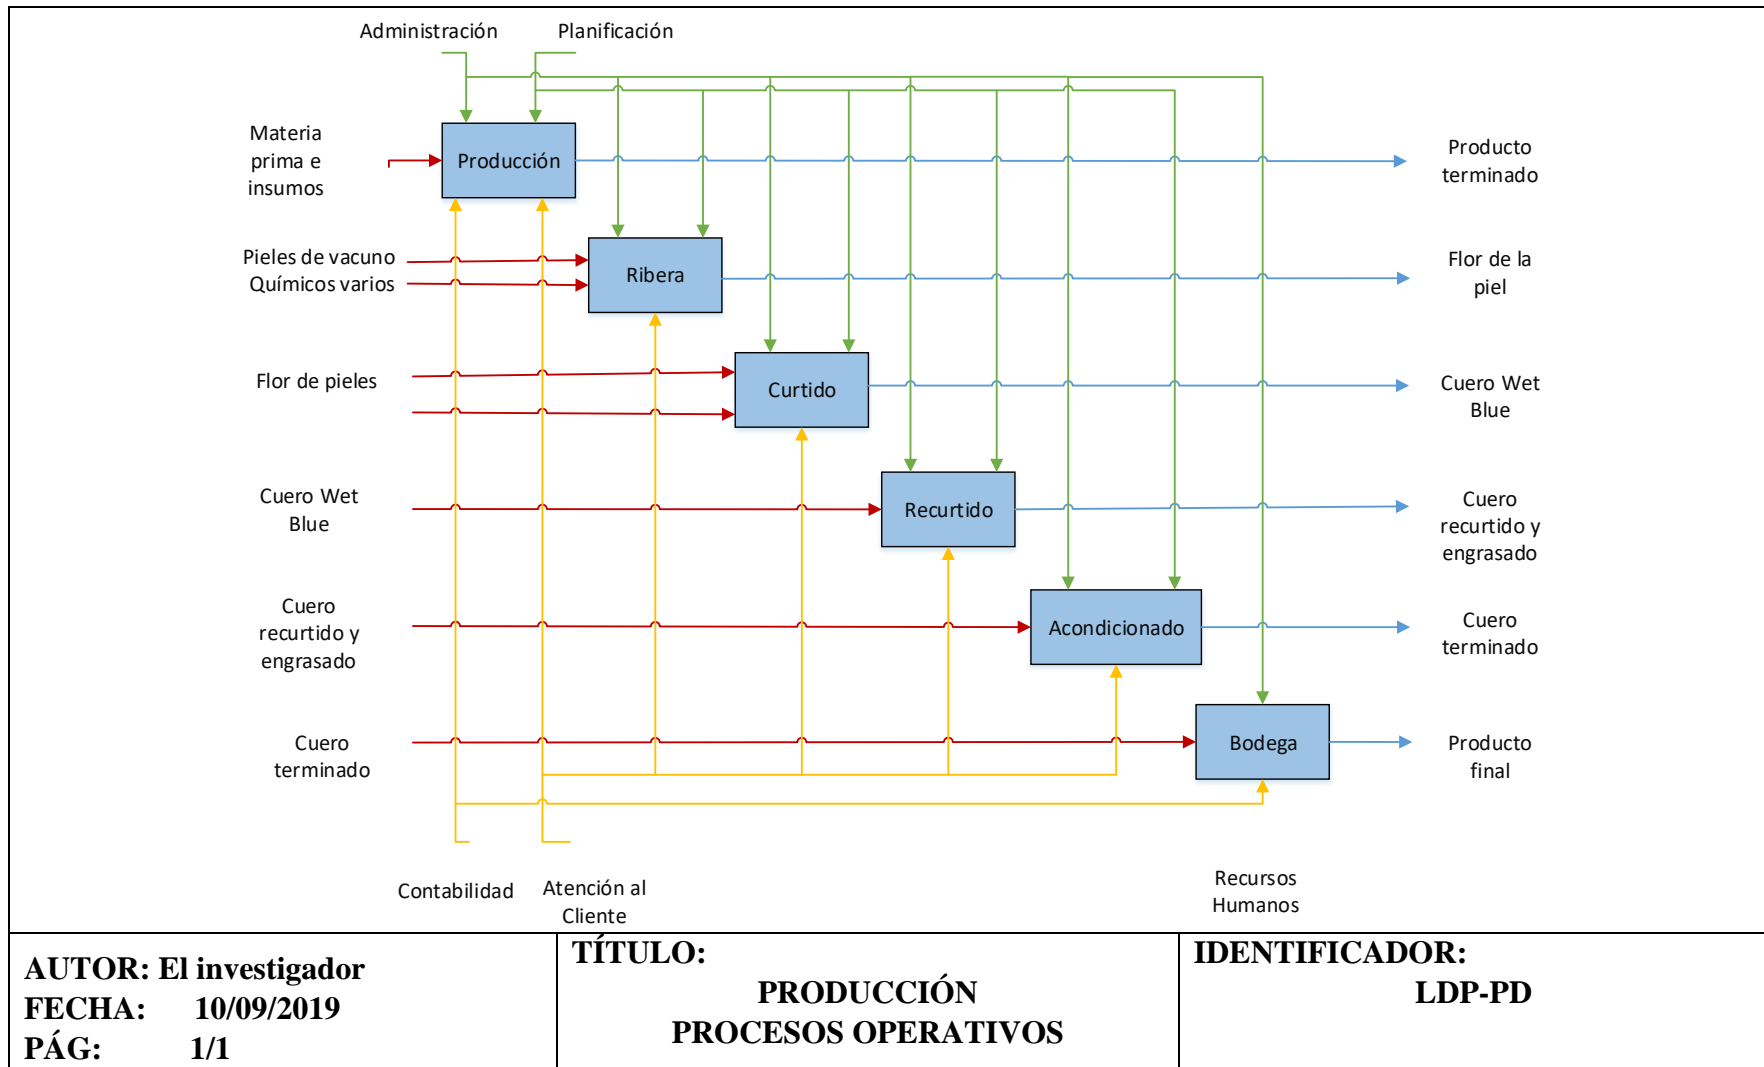 Administración
Planificación
Materia
prima e
insumos
Producción
Producto
terminado
Pieles de vacuno
Químicos varios
Ribera
Flor de la
piel
Flor de pieles
Curtido
Cuero Wet
Blue
Cuero Wet
Blue
Recurtido
Cuero
recurtido y
engrasado
Cuero
recurtido y
engrasado
Acondicionado
Cuero
terminado
Cuero
terminado
Bodega
Producto
final
Contabilidad
Atención al
Cliente
Recursos
Humanos
AUTOR: El investigador
FECHA: 10/09/2019
PÁG: 1/1
TÍTULO:
PRODUCCIÓN
PROCESOS OPERATIVOS
IDENTIFICADOR:
LDP-PD